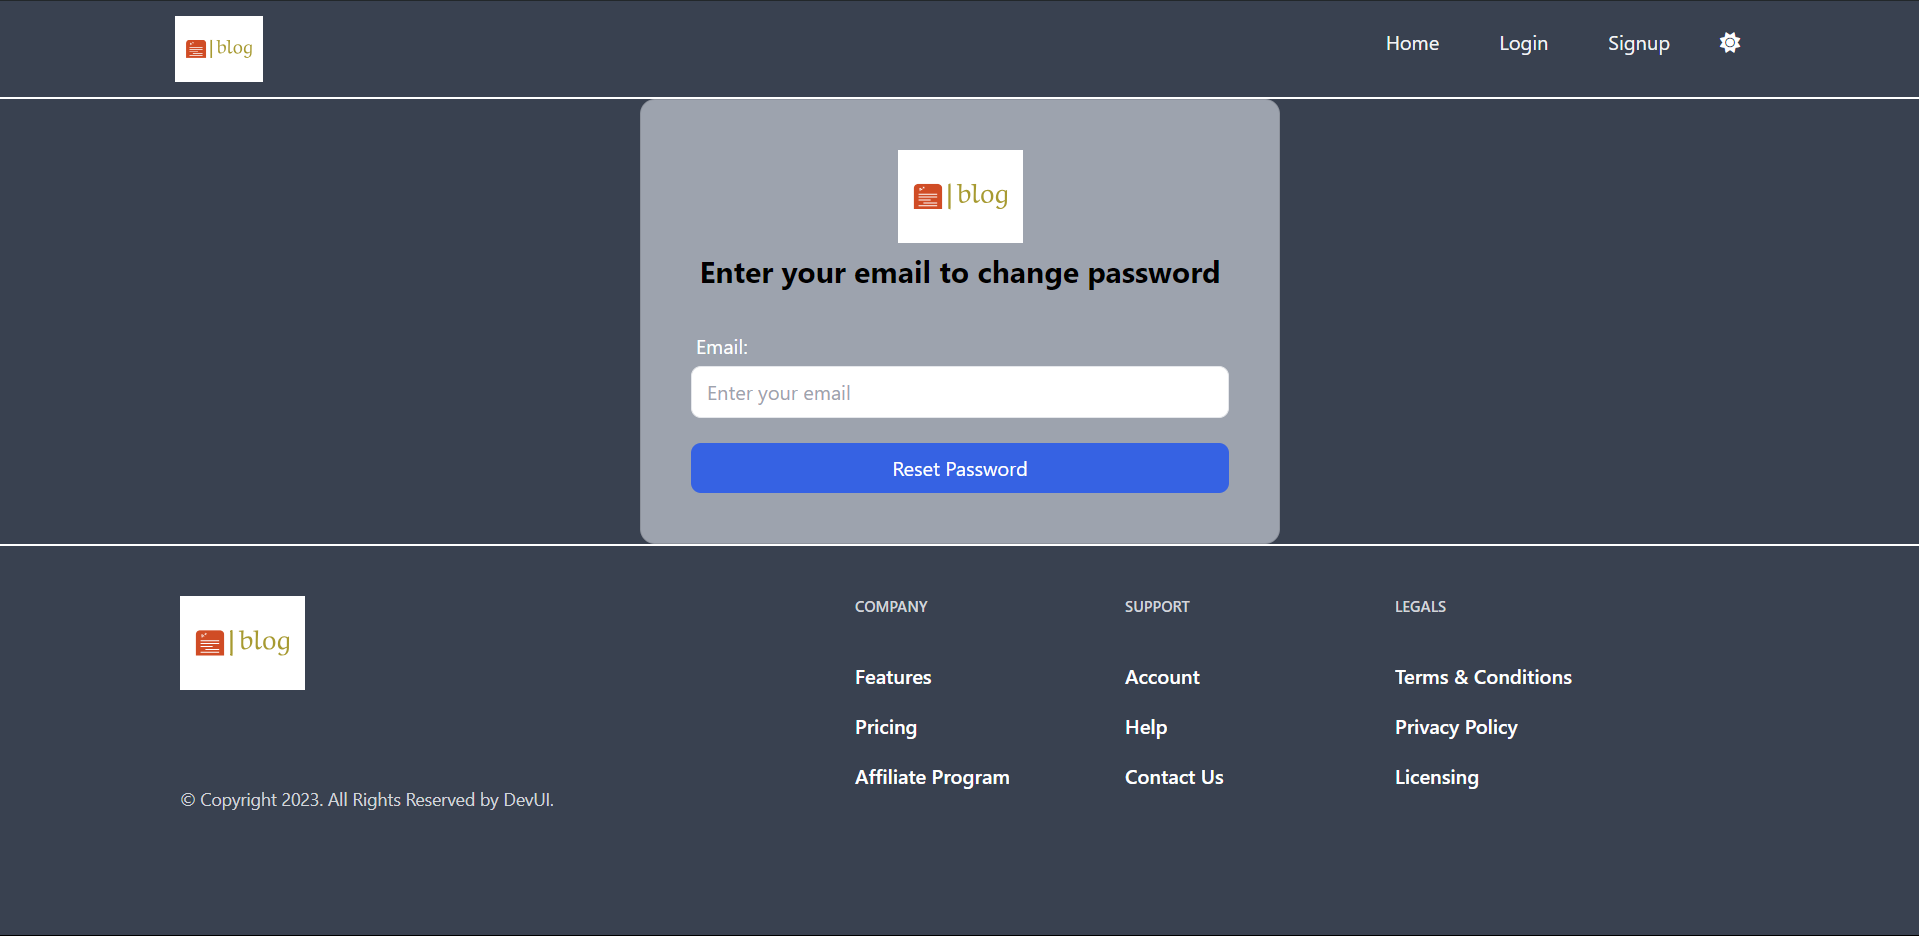 blog
Home Login Signup
blog
Enter your email to change password
Email:
Enter your email
Reset Password
blog
© Copyright 2023. All Rights Reserved by DevUI.
COMPANY
Features
Pricing
Affiliate Program
SUPPORT
Account
Help
Contact Us
LEGALS
Terms & Conditions
Privacy Policy
Licensing